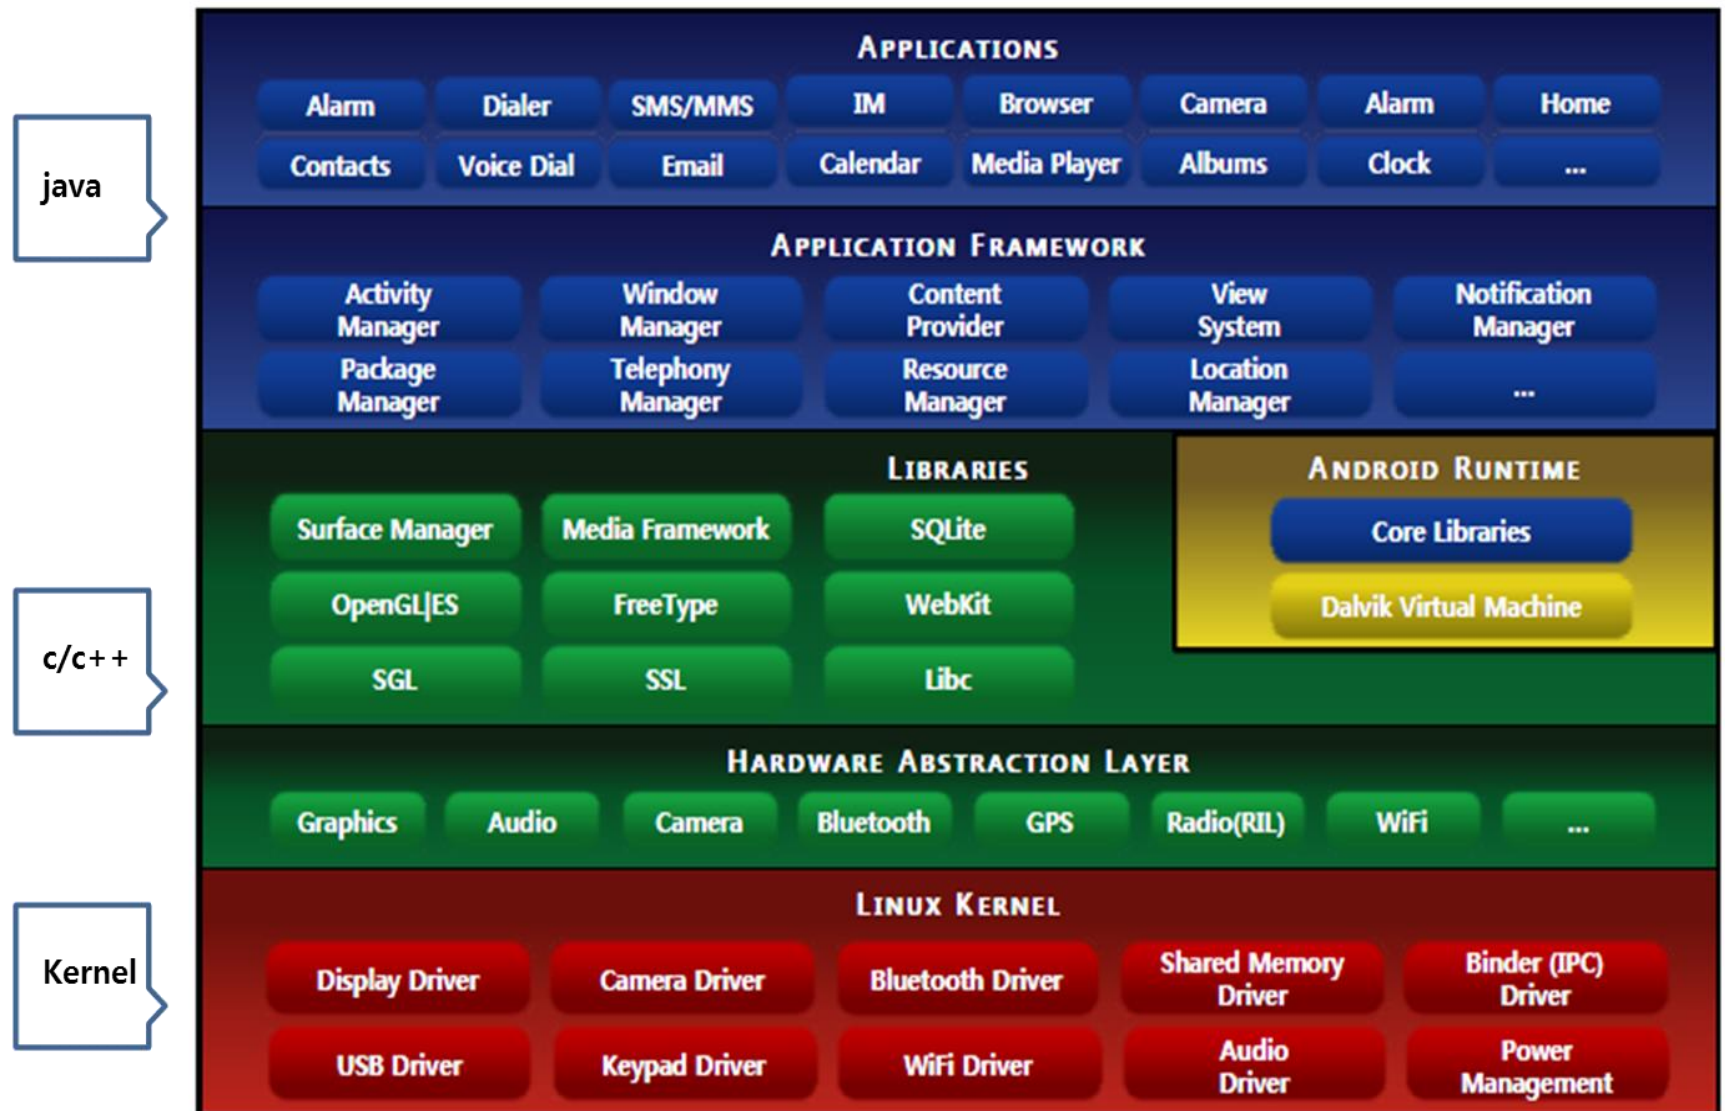 APPLICATIONS
Alarm Dialer SMS/MMS IM Browser Camera Alarm Home
Contacts Voice Dial Email Calendar Media Player Albums Clock ...
java
APPLICATION FRAMEWORK
Activity Manager Window Manager Content Provider View System Notification Manager
Package Manager Telephony Manager Resource Manager Location Manager ...
LIBRARIES
ANDROID RUNTIME
Surface Manager Media Framework SQLite
Core Libraries
OpenGL|ES FreeType WebKit
Dalvik Virtual Machine
c/c++
SGL SSL Libc
HARDWARE ABSTRACTION LAYER
Graphics Audio Camera Bluetooth GPS Radio(RIL) WiFi ...
LINUX KERNEL
Kernel
Display Driver Camera Driver Bluetooth Driver Shared Memory Driver Binder (IPC) Driver
USB Driver Keypad Driver WiFi Driver Audio Driver Power Management